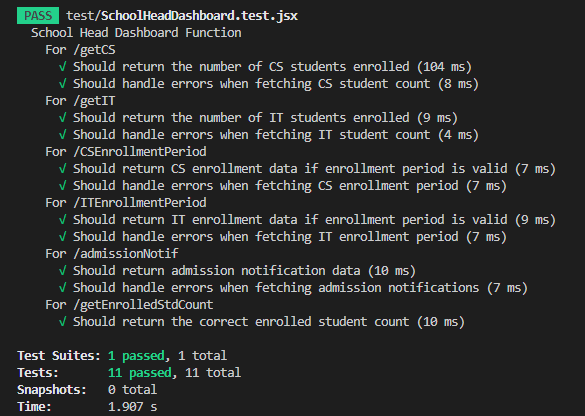 PASS test/SchoolHeadDashboard.test.jsx
School Head Dashboard Function
For /getCS
√ Should return the number of CS students enrolled (104 ms)
√ Should handle errors when fetching CS student count (8 ms)
For /getIT
√ Should return the number of IT students enrolled (9 ms)
√ Should handle errors when fetching IT student count (4 ms)
For /CSEnrollmentPeriod
√ Should return CS enrollment data if enrollment period is valid (7 ms)
√ Should handle errors when fetching CS enrollment period (7 ms)
For /ITEnrollmentPeriod
√ Should return IT enrollment data if enrollment period is valid (9 ms)
√ Should handle errors when fetching IT enrollment period (7 ms)
For /admissionNotif
√ Should return admission notification data (10 ms)
√ Should handle errors when fetching admission notifications (7 ms)
For /getEnrolledStdCount
√ Should return the correct enrolled student count (10 ms)
Test Suites: 1 passed, 1 total
Tests: 11 passed, 11 total
Snapshots: 0 total
Time: 1.907 s